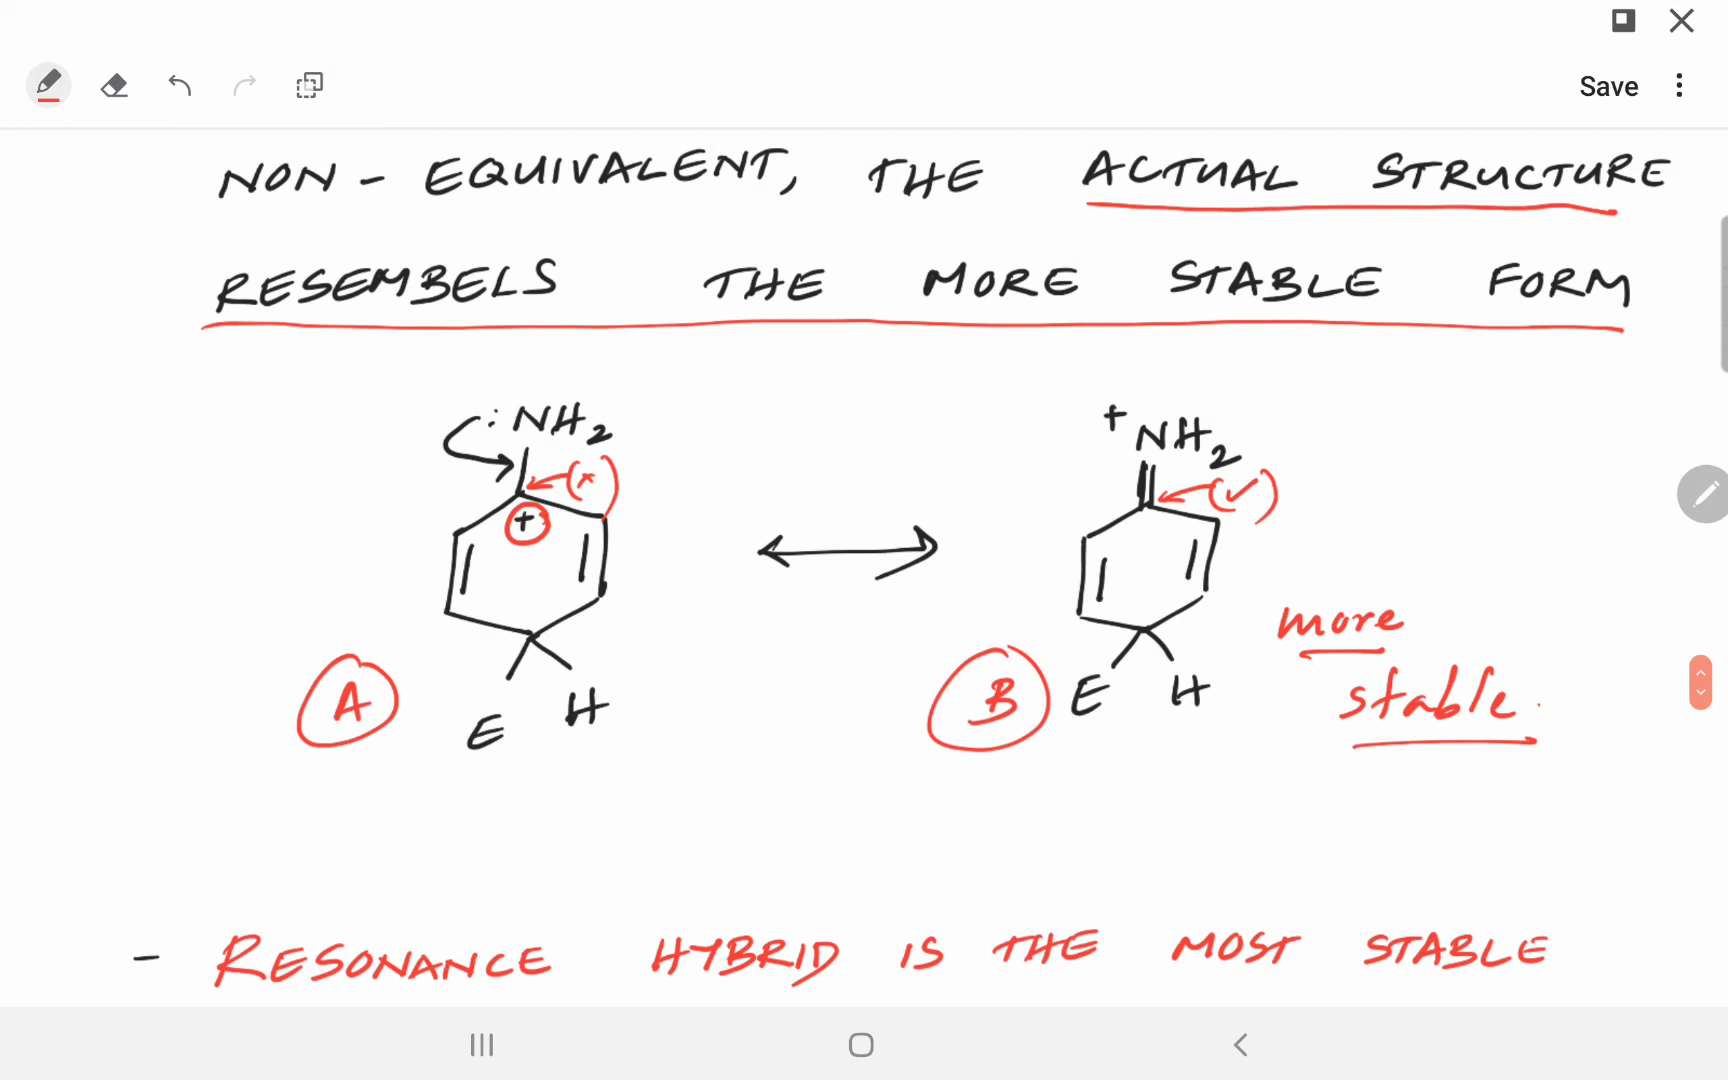 Save
NON-EQUIVALENT, THE ACTUAL STRUCTURE
RESEMBELS THE MORE STABLE FORM
:NH2
(x)
+
E
H
A
+NH2
(✓)
E
H
B
more
stable.
- RESONANCE HYBRID IS THE MOST STABLE